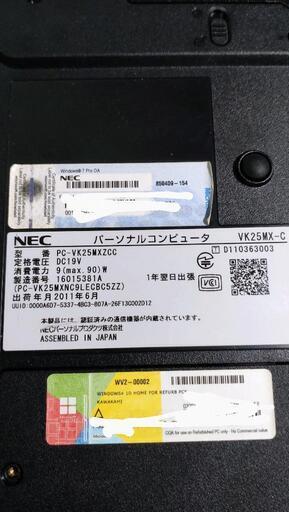 Windows® 7 Pro OA
NEC
858409-154
001
NEC パーソナルコンピュータ VK25MX-C
型 番 PC-VK25MXZCC
D110363003
定格電圧 DC19V
消費電力 9(max.90)W
製造番号 16015381A
1年翌日出張
(PC-VK25MXNC9LECBC5ZZ)
出荷年月 2011年6月
本製品には、認証済みの通信機器が内蔵されています。
NECパーソナルプロダクツ株式会社
ASSEMBLED IN JAPAN
WV2-00002
WINDOWS® 10 HOME FOR REFURB PC
KAWAKAMI
COA for use on Refurbished PC only - No Commercial value